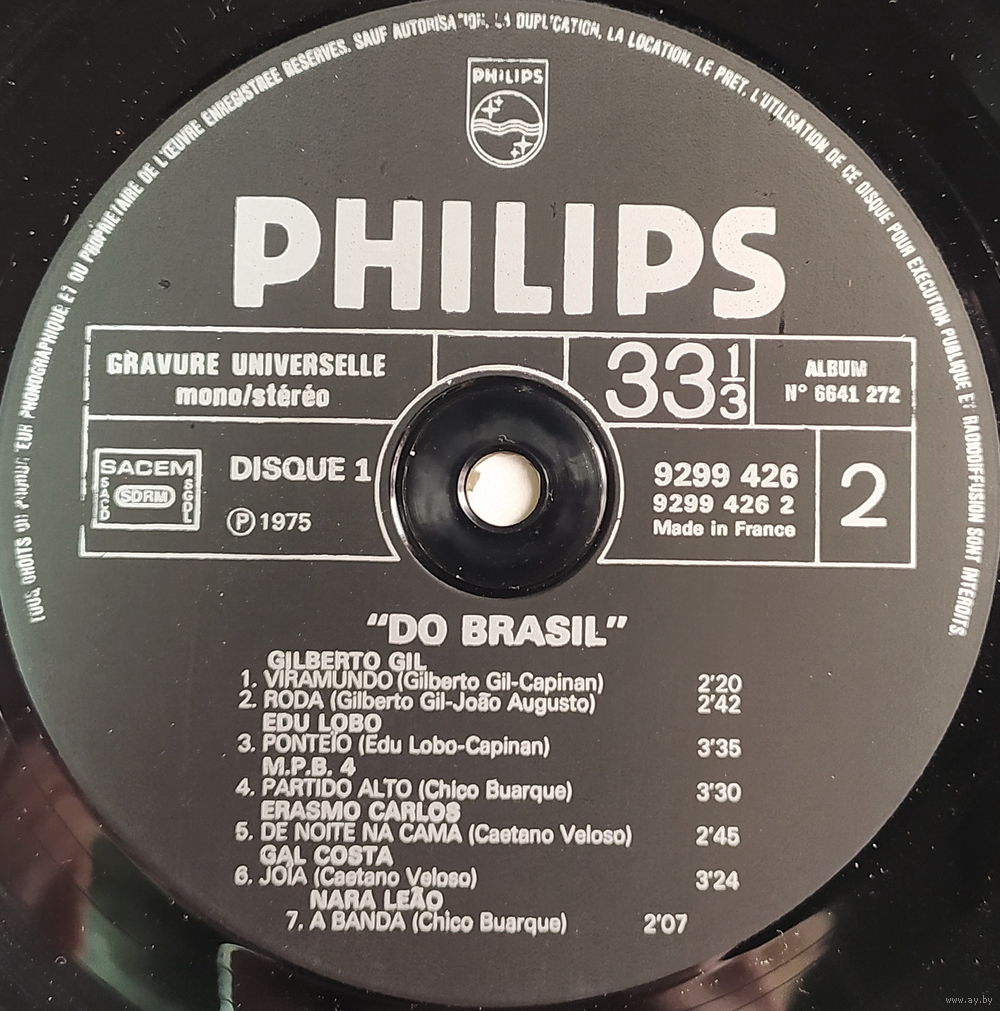 TOUS DROITS DU PRODUCTEUR PHONOGRAPHIQUE ET DU PROPRIETAIRE DE L'ŒUVRE ENREGISTREE RESERVES. SAUF AUTORISATION, LA DUPLICATION, LA LOCATION, LE PRET, L'UTILISATION DE CE DISQUE POUR EXECUTION PUBLIQUE ET RADIODIFFUSION SONT INTERDITS.
PHILIPS
PHILIPS
GRAVURE UNIVERSELLE
mono/stéréo
33 1/3
ALBUM
N° 6641 272
SACEM
SACD
SDRM
SGDL
DISQUE 1
Ⓟ 1975
9299 426
9299 426 2
Made in France
2
"DO BRASIL"
GILBERTO GIL
1. VIRAMUNDO (Gilberto Gil-Capinan) 2'20
2. RODA (Gilberto Gil-João Augusto) 2'42
EDU LOBO
3. PONTEIO (Edu Lobo-Capinan) 3'35
M.P.B. 4
4. PARTIDO ALTO (Chico Buarque) 3'30
ERASMO CARLOS
5. DE NOITE NA CAMA (Caetano Veloso) 2'45
GAL COSTA
6. JOIA (Caetano Veloso) 3'24
NARA LEÃO
7. A BANDA (Chico Buarque) 2'07
www.ay.by